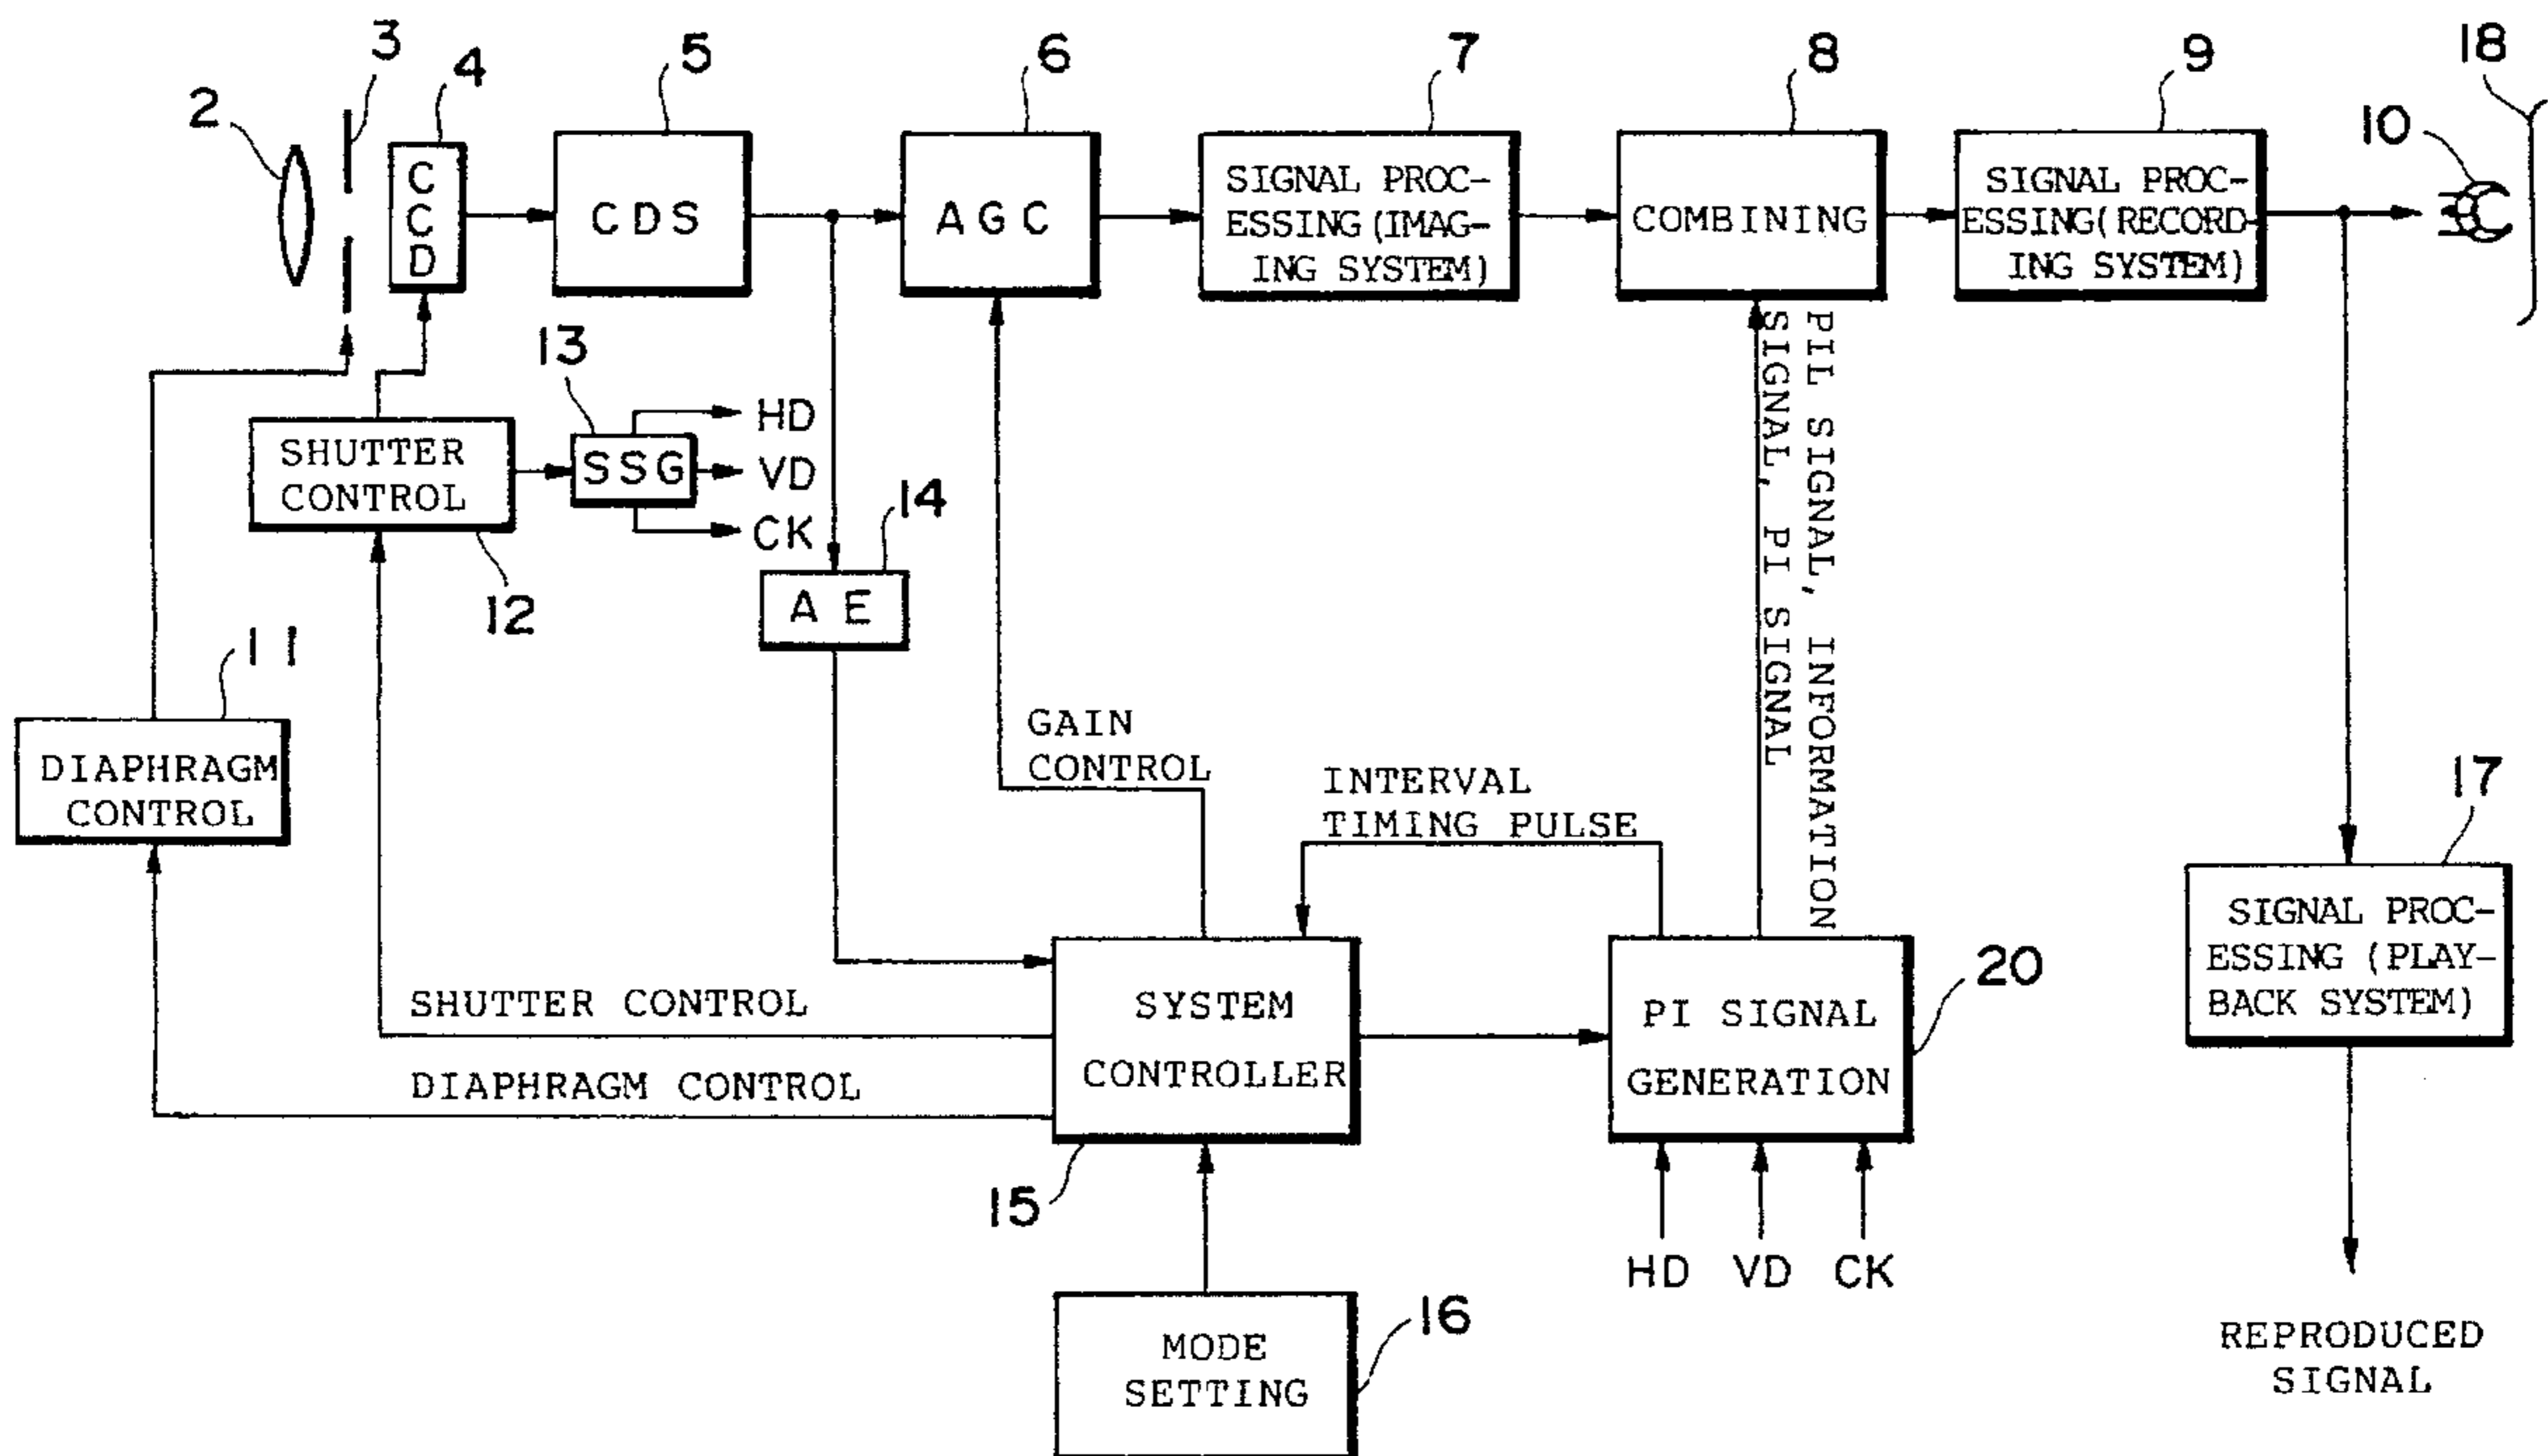 2
3
4
5
6
7
8
9
10
18
C
C
D
CDS
AGC
SIGNAL PROC-
ESSING (IMAG-
ING SYSTEM)
COMBINING
SIGNAL PROC-
ESSING(RECORD-
ING SYSTEM)
13
HD
SHUTTER
CONTROL
SSG
VD
CK
14
12
AE
PIL SIGNAL, INFORMATION
SIGNAL, PI SIGNAL
11
DIAPHRAGM
CONTROL
GAIN
CONTROL
INTERVAL
TIMING PULSE
17
SIGNAL PROC-
ESSING (PLAY-
BACK SYSTEM)
SHUTTER CONTROL
DIAPHRAGM CONTROL
SYSTEM
CONTROLLER
PI SIGNAL
GENERATION
20
15
HD VD CK
MODE
SETTING
16
REPRODUCED
SIGNAL